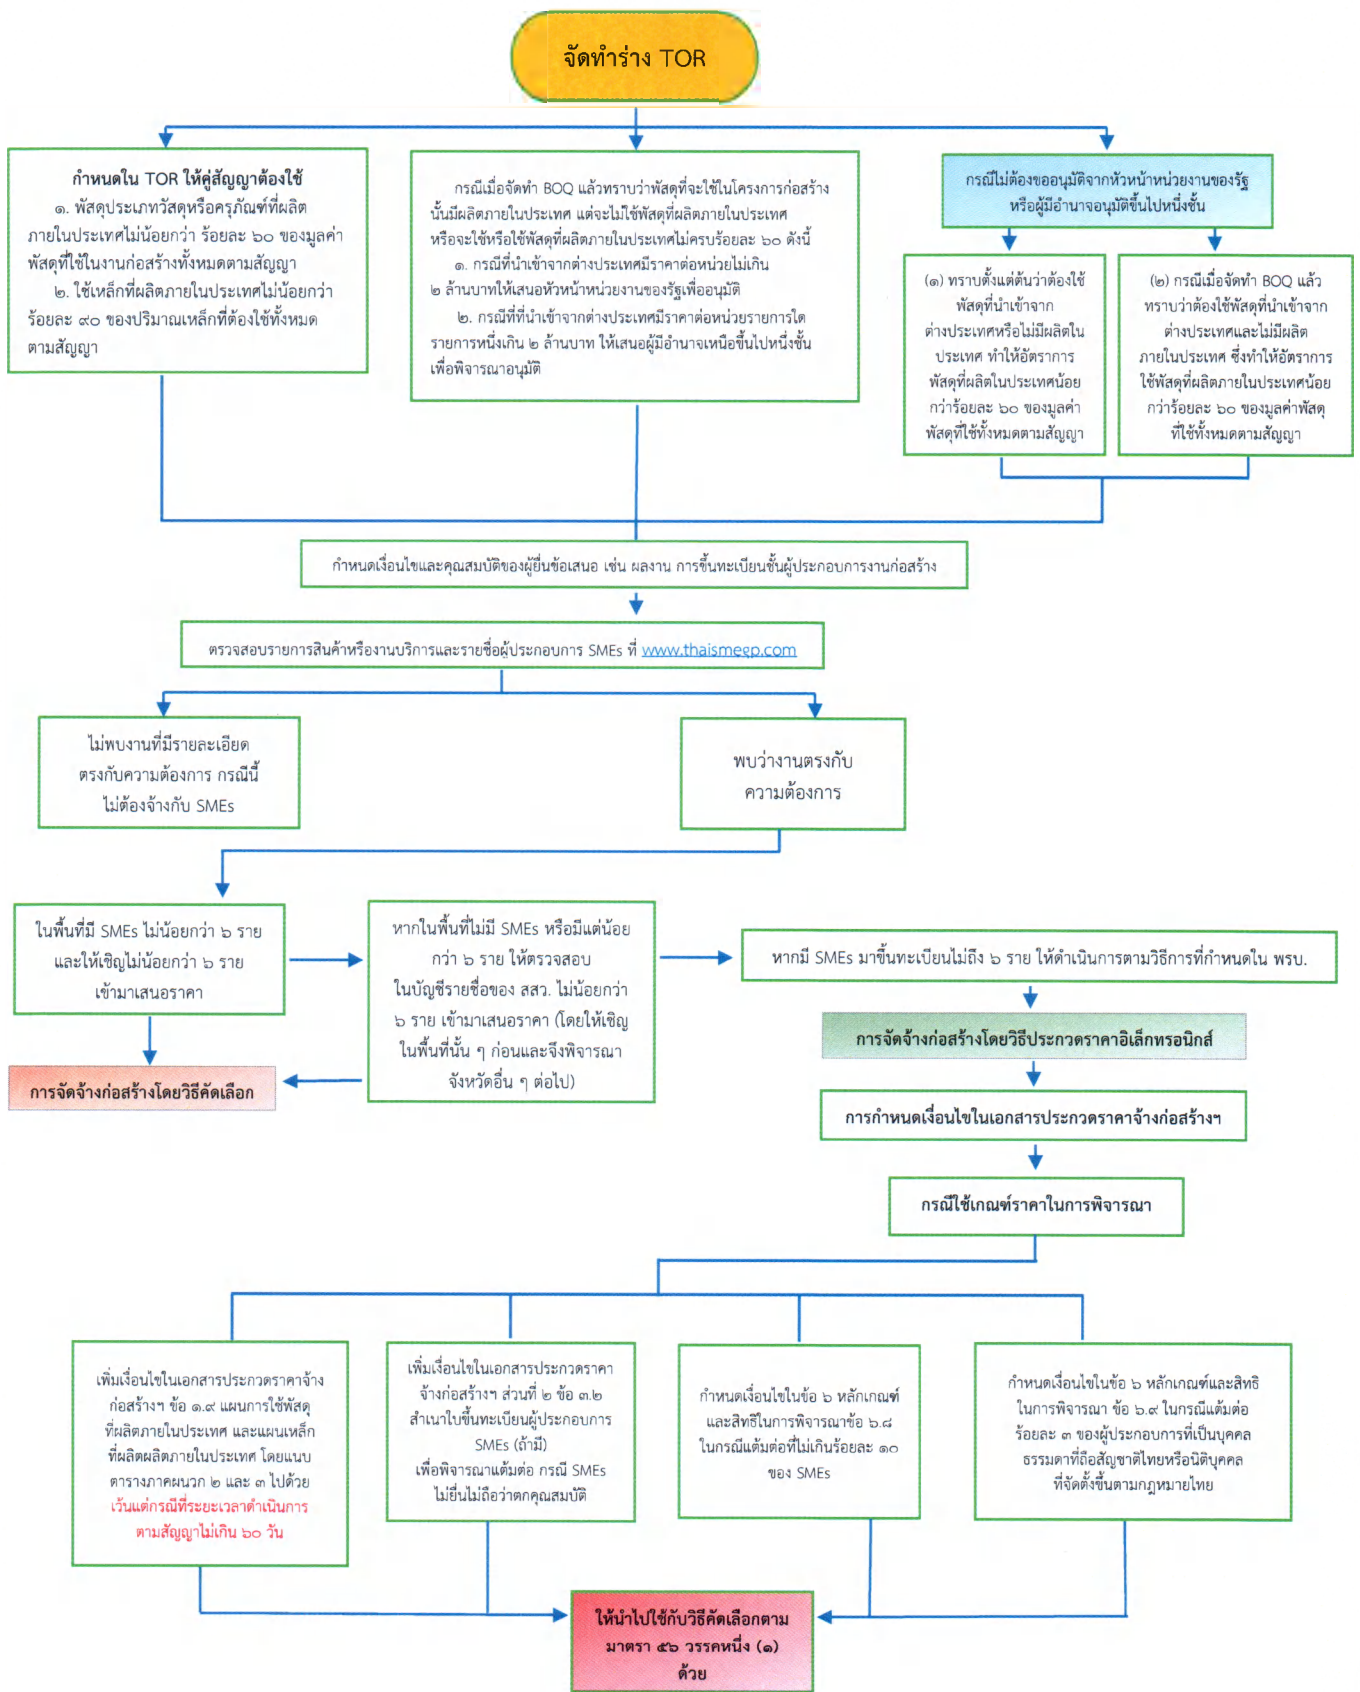 จัดทำร่าง TOR
กำหนดใน TOR ให้คู่สัญญาต้องใช้
๑. พัสดุประเภทวัสดุหรือครุภัณฑ์ที่ผลิต
ภายในประเทศไม่น้อยกว่า ร้อยละ ๖๐ ของมูลค่า
พัสดุที่ใช้ในงานก่อสร้างทั้งหมดตามสัญญา
๒. ใช้เหล็กที่ผลิตภายในประเทศไม่น้อยกว่า
ร้อยละ ๙๐ ของปริมาณเหล็กที่ต้องใช้ทั้งหมด
ตามสัญญา
กรณีเมื่อจัดทำ BOQ แล้วทราบว่าพัสดุที่จะใช้ในโครงการก่อสร้าง
นั้นมีผลิตภายในประเทศ แต่จะไม่ใช้พัสดุที่ผลิตภายในประเทศ
หรือจะใช้หรือใช้พัสดุที่ผลิตภายในประเทศไม่ครบร้อยละ ๖๐ ดังนี้
๑. กรณีที่นำเข้าจากต่างประเทศมีราคาต่อหน่วยไม่เกิน
๒ ล้านบาทให้เสนอหัวหน้าหน่วยงานของรัฐเพื่ออนุมัติ
๒. กรณีที่ที่นำเข้าจากต่างประเทศมีราคาต่อหน่วยรายการใด
รายการหนึ่งเกิน ๒ ล้านบาท ให้เสนอผู้มีอำนาจเหนือขึ้นไปหนึ่งชั้น
เพื่อพิจารณาอนุมัติ
กรณีไม่ต้องขออนุมัติจากหัวหน้าหน่วยงานของรัฐ
หรือผู้มีอำนาจอนุมัติขึ้นไปหนึ่งชั้น
(๑) ทราบตั้งแต่ต้นว่าต้องใช้
พัสดุที่นำเข้าจาก
ต่างประเทศหรือไม่มีผลิตใน
ประเทศ ทำให้อัตราการ
พัสดุที่ผลิตในประเทศน้อย
กว่าร้อยละ ๖๐ ของมูลค่า
พัสดุที่ใช้ทั้งหมดตามสัญญา
(๒) กรณีเมื่อจัดทำ BOQ แล้ว
ทราบว่าต้องใช้พัสดุที่นำเข้าจาก
ต่างประเทศและไม่มีผลิต
ภายในประเทศ ซึ่งทำให้อัตราการ
ใช้พัสดุที่ผลิตภายในประเทศน้อย
กว่าร้อยละ ๖๐ ของมูลค่าพัสดุ
ที่ใช้ทั้งหมดตามสัญญา
กำหนดเงื่อนไขและคุณสมบัติของผู้ยื่นข้อเสนอ เช่น ผลงาน การขึ้นทะเบียนชั้นผู้ประกอบการงานก่อสร้าง
ตรวจสอบรายการสินค้าหรืองานบริการและรายชื่อผู้ประกอบการ SMEs ที่ www.thaismegp.com
ไม่พบงานที่มีรายละเอียด
ตรงกับความต้องการ กรณีนี้
ไม่ต้องจ้างกับ SMEs
พบว่างานตรงกับ
ความต้องการ
ในพื้นที่มี SMEs ไม่น้อยกว่า ๖ ราย
และให้เชิญไม่น้อยกว่า ๖ ราย
เข้ามาเสนอราคา
หากในพื้นที่ไม่มี SMEs หรือมีแต่น้อย
กว่า ๖ ราย ให้ตรวจสอบ
ในบัญชีรายชื่อของ สสว. ไม่น้อยกว่า
๖ ราย เข้ามาเสนอราคา (โดยให้เชิญ
ในพื้นที่นั้น ๆ ก่อนและจึงพิจารณา
จังหวัดอื่น ๆ ต่อไป)
หากมี SMEs มาขึ้นทะเบียนไม่ถึง ๖ ราย ให้ดำเนินการตามวิธีการที่กำหนดใน พรบ.
การจัดจ้างก่อสร้างโดยวิธีประกวดราคาอิเล็กทรอนิกส์
การจัดจ้างก่อสร้างโดยวิธีคัดเลือก
การกำหนดเงื่อนไขในเอกสารประกวดราคาจ้างก่อสร้างฯ
กรณีใช้เกณฑ์ราคาในการพิจารณา
เพิ่มเงื่อนไขในเอกสารประกวดราคาจ้าง
ก่อสร้างฯ ข้อ ๑.๙ แผนการใช้พัสดุ
ที่ผลิตภายในประเทศ และแผนเหล็ก
ที่ผลิตผลิตภายในประเทศ โดยแนบ
ตารางภาคผนวก ๒ และ ๓ ไปด้วย
เว้นแต่กรณีที่ระยะเวลาดำเนินการ
ตามสัญญาไม่เกิน ๖๐ วัน
เพิ่มเงื่อนไขในเอกสารประกวดราคา
จ้างก่อสร้างฯ ส่วนที่ ๒ ข้อ ๓.๒
สำเนาใบขึ้นทะเบียนผู้ประกอบการ
SMEs (ถ้ามี)
เพื่อพิจารณาแต้มต่อ กรณี SMEs
ไม่ยื่นไม่ถือว่าตกคุณสมบัติ
กำหนดเงื่อนไขในข้อ ๖ หลักเกณฑ์
และสิทธิในการพิจารณาข้อ ๖.๘
ในกรณีแต้มต่อที่ไม่เกินร้อยละ ๑๐
ของ SMEs
กำหนดเงื่อนไขในข้อ ๖ หลักเกณฑ์และสิทธิ
ในการพิจารณา ข้อ ๖.๙ ในกรณีแต้มต่อ
ร้อยละ ๓ ของผู้ประกอบการที่เป็นบุคคล
ธรรมดาที่ถือสัญชาติไทยหรือนิติบุคคล
ที่จัดตั้งขึ้นตามกฎหมายไทย
ให้นำไปใช้กับวิธีคัดเลือกตาม
มาตรา ๕๖ วรรคหนึ่ง (๑)
ด้วย